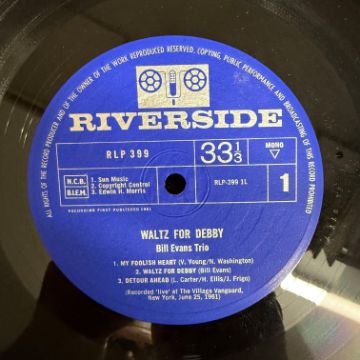 ALL RIGHTS OF THE RECORD PRODUCER AND OF THE OWNER OF THE WORK REPRODUCED RESERVED. COPYING, PUBLIC PERFORMANCE AND BROADCASTING OF THIS RECORD PROHIBITED
RIVERSIDE
RLP 399
33 1/3
MONO
N.C.B.
B.I.E.M.
1. Sun Music
2. Copyright Control
3. Edwin H. Morris
RLP-399 1L
1
RECORDING FIRST PUBLISHED 1961
WALTZ FOR DEBBY
Bill Evans Trio
1. MY FOOLISH HEART (V. Young/N. Washington)
2. WALTZ FOR DEBBY (Bill Evans)
3. DETOUR AHEAD (L. Carter/H. Ellis/J. Frigo)
(Recorded 'live' at The Village Vanguard,
New York, June 25, 1961)